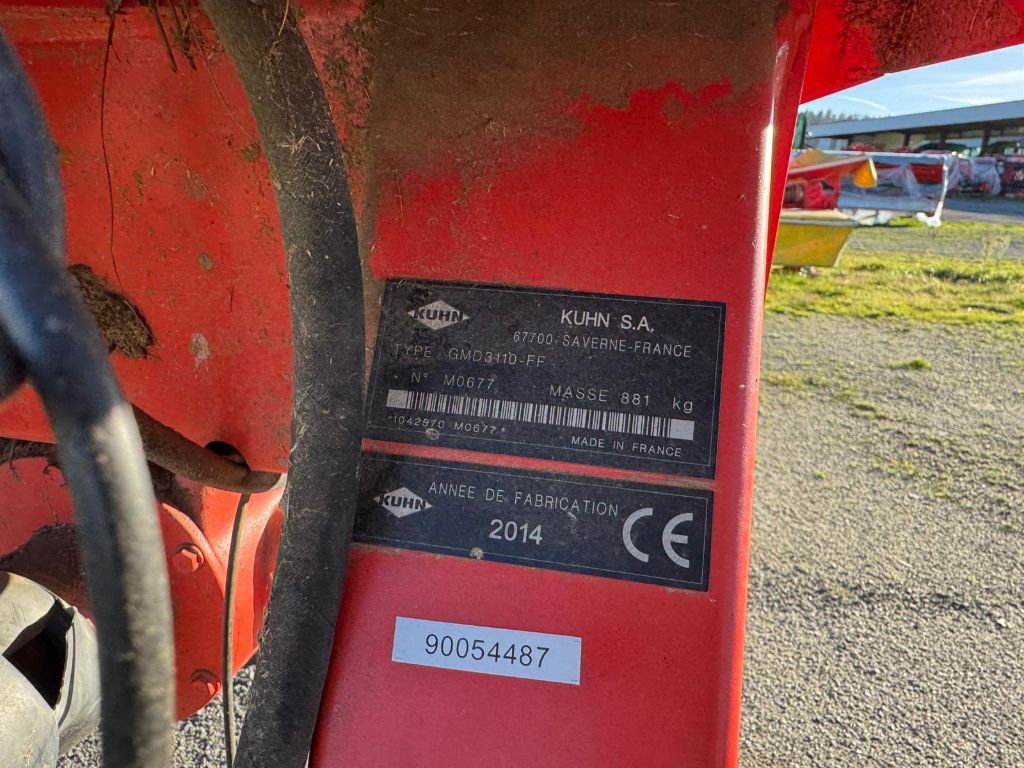 KUHN
KUHN S.A.
67700-SAVERNE-FRANCE
TYPE GMD3110-FF
N° M0677 MASSE 881 kg
*1042570 M0677*
MADE IN FRANCE
KUHN
ANNEE DE FABRICATION
2014
CE
90054487